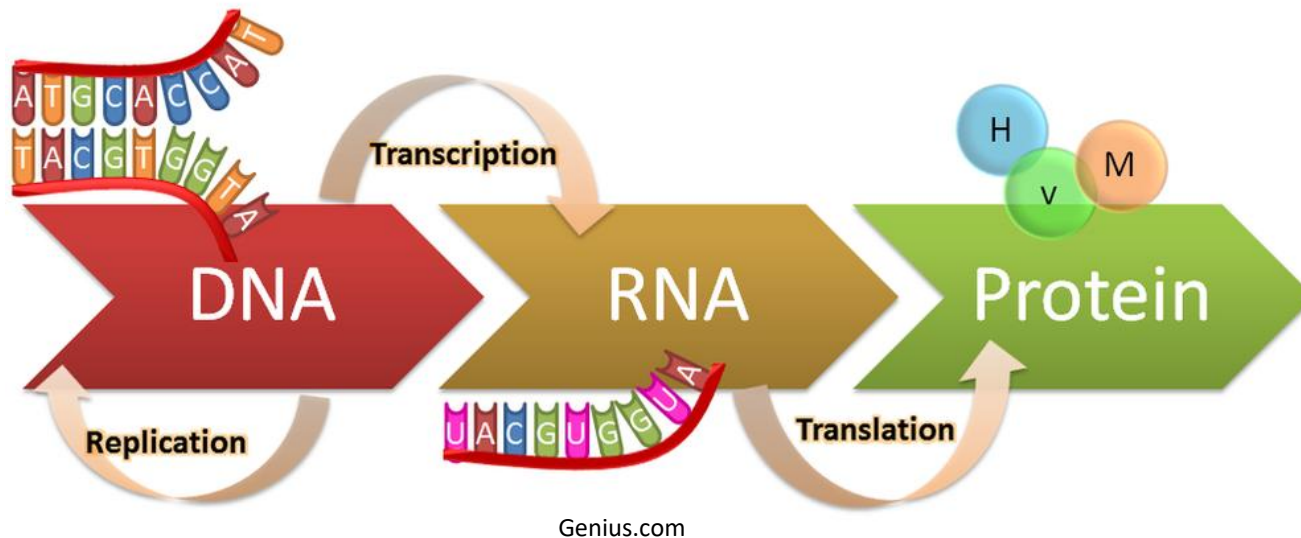 ATGCACCAT
TACGTGGTA
Transcription
H
v
M
DNA
RNA
Protein
Replication
UACGUGGUA
Translation
Genius.com